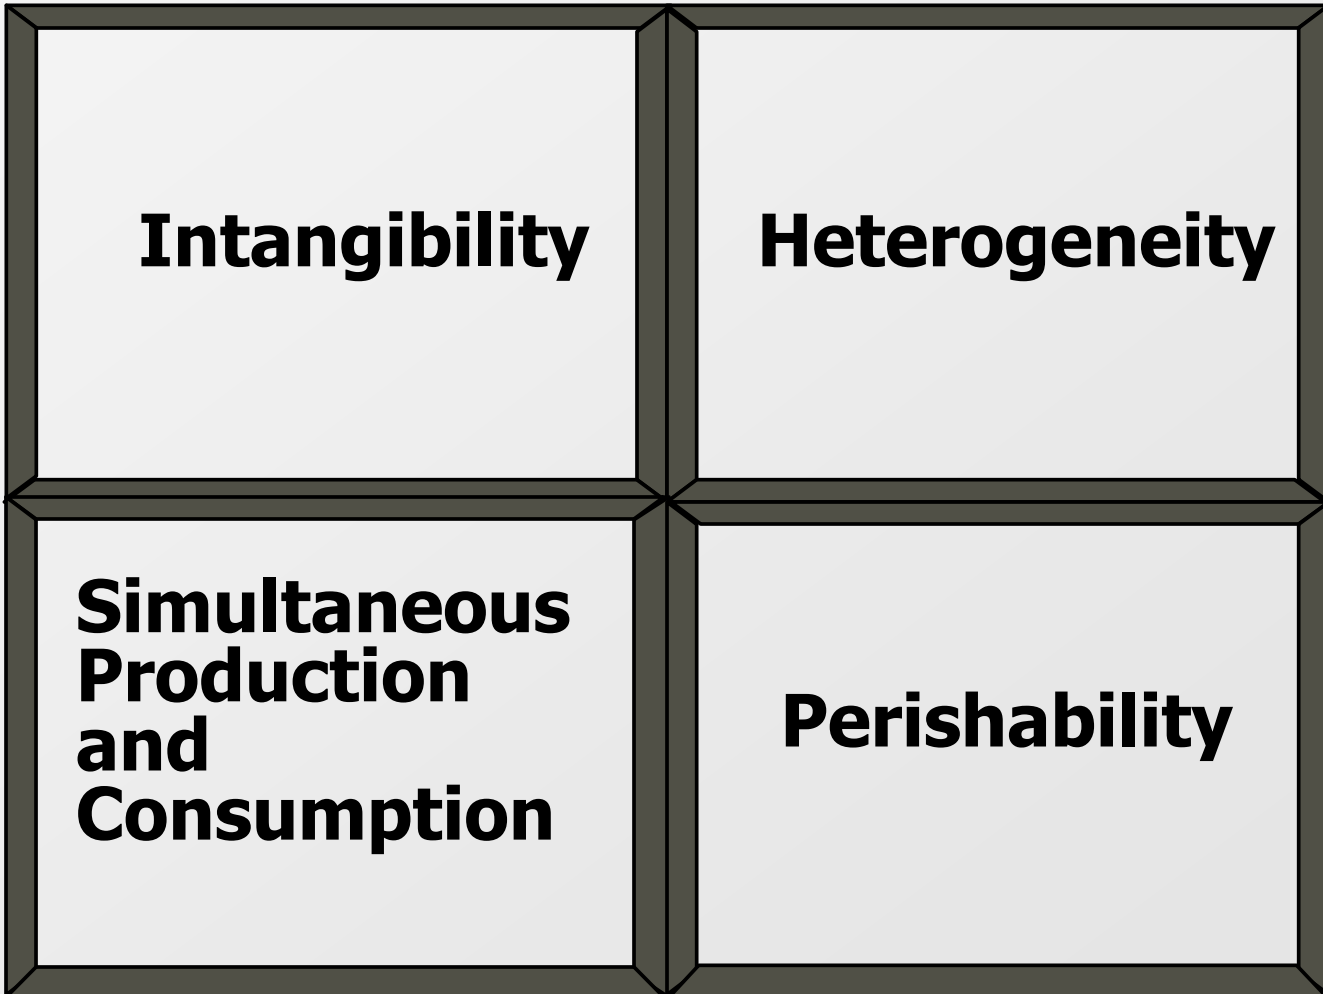 Intangibility
Heterogeneity
Simultaneous
Production
and
Consumption
Perishability